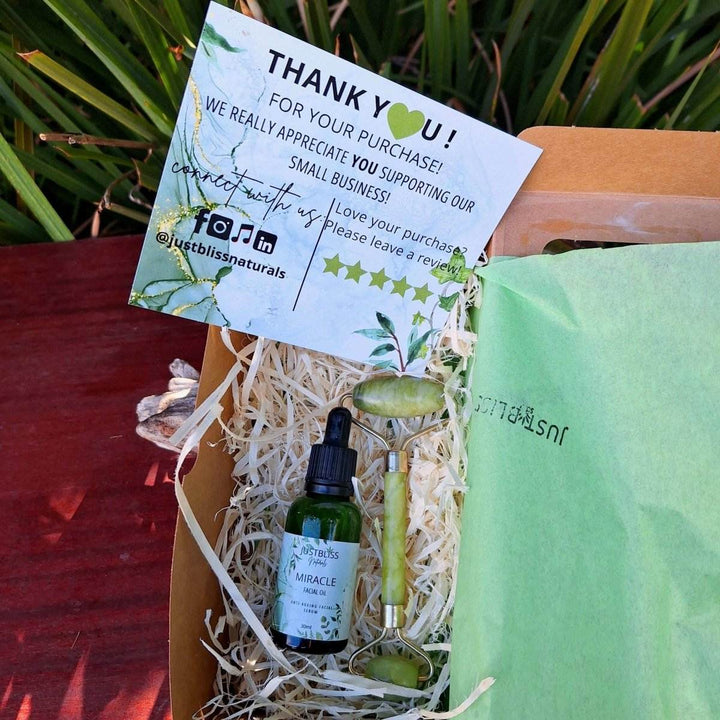 THANK YOU!
FOR YOUR PURCHASE!
WE REALLY APPRECIATE YOU SUPPORTING OUR
SMALL BUSINESS!
connect with us:
@justblissnaturals
Love your purchase?
Please leave a review!
JUSTBLISS
JUSTBLISS
Naturals
MIRACLE
FACIAL OIL
ANTI AGEING FACIAL
SERUM
30ml